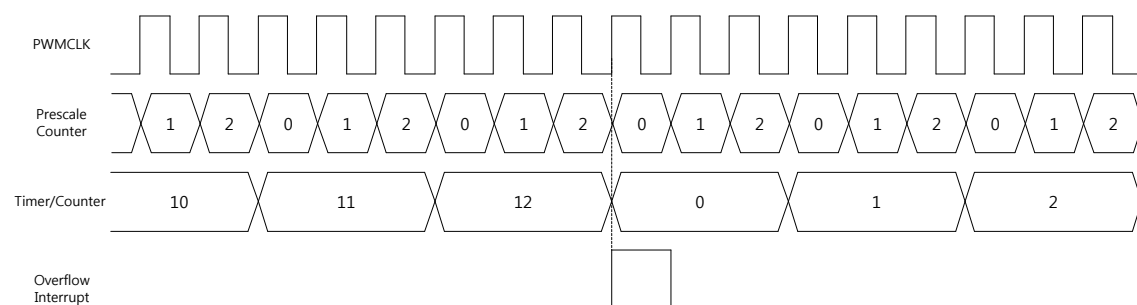 PWMCLK
Prescale
Counter
1 2 0 1 2 0 1 2 0 1 2 0 1 2 0 1 2
Timer/Counter
10 11 12 0 1 2
Overflow
Interrupt